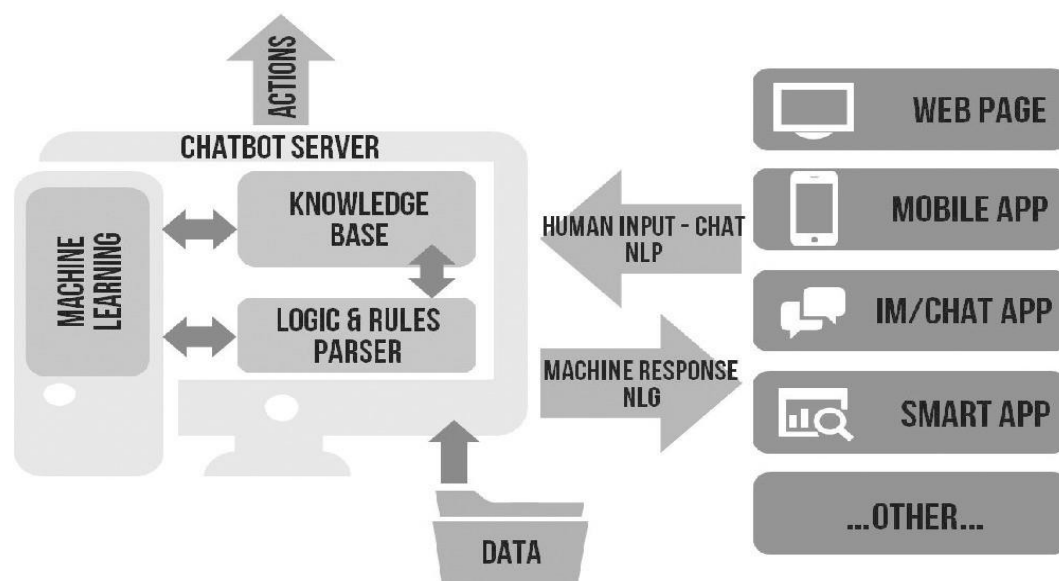 ACTIONS
CHATBOT SERVER
MACHINE
LEARNING
KNOWLEDGE
BASE
LOGIC & RULES
PARSER
HUMAN INPUT - CHAT
NLP
MACHINE RESPONSE
NLG
DATA
WEB PAGE
MOBILE APP
IM/CHAT APP
SMART APP
...OTHER...